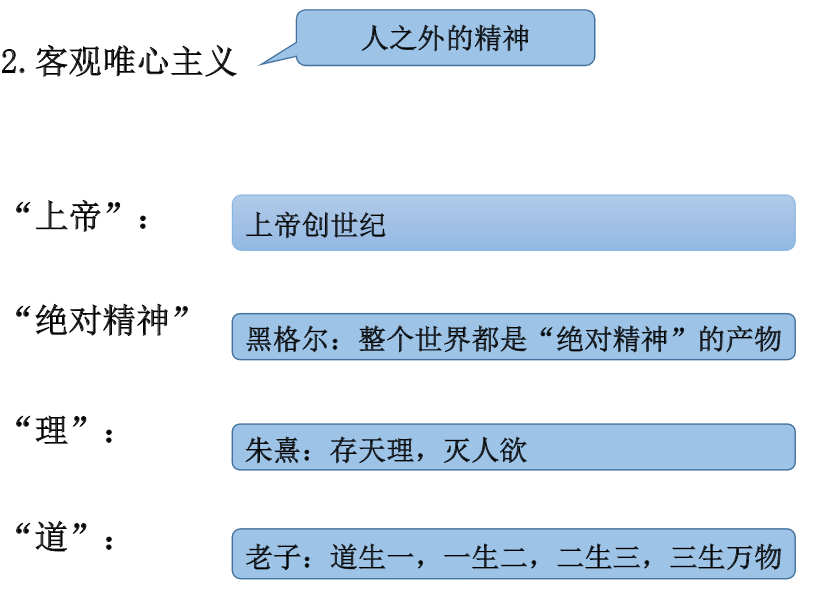 人之外的精神
2.客观唯心主义
“上帝”：
上帝创世纪
“绝对精神”
黑格尔：整个世界都是“绝对精神”的产物
“理”：
朱熹：存天理，灭人欲
“道”：
老子：道生一，一生二，二生三，三生万物